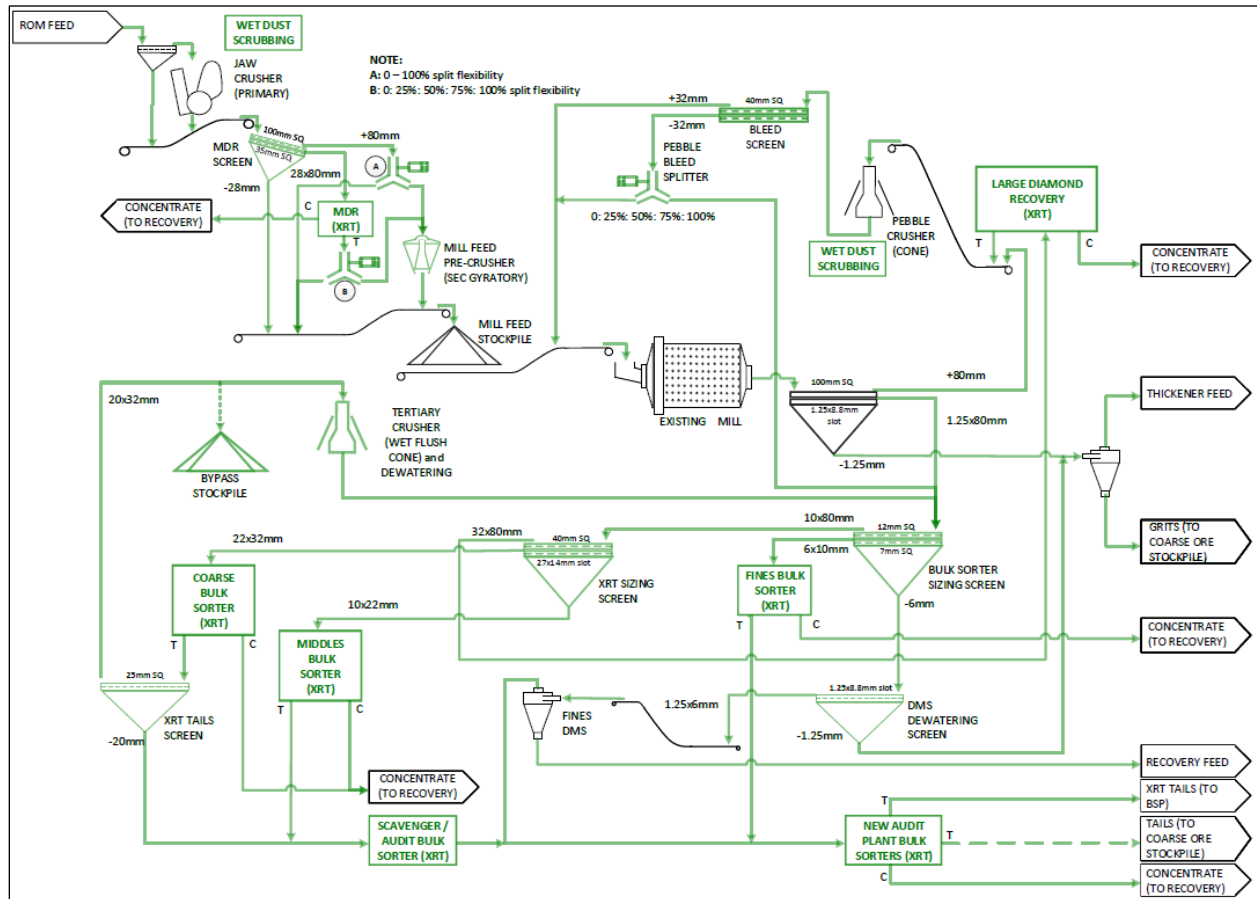 ROM FEED
WET DUST
SCRUBBING
JAW
CRUSHER
(PRIMARY)
NOTE:
A: 0 – 100% split flexibility
B: 0: 25%: 50%: 75%: 100% split flexibility
100mm SQ
35mm SQ
MDR
SCREEN
+80mm
A
28x80mm
-28mm
CONCENTRATE
(TO RECOVERY)
C
MDR
(XRT)
T
B
MILL FEED
PRE-CRUSHER
(SEC GYRATORY)
MILL FEED
STOCKPILE
+32mm
-32mm
40mm SQ
BLEED
SCREEN
PEBBLE
BLEED
SPLITTER
0: 25%: 50%: 75%: 100%
PEBBLE
CRUSHER
(CONE)
WET DUST
SCRUBBING
LARGE DIAMOND
RECOVERY
(XRT)
T
C
CONCENTRATE
(TO RECOVERY)
EXISTING MILL
100mm SQ
1.25x8.8mm
slot
+80mm
1.25x80mm
-1.25mm
THICKENER FEED
GRITS (TO
COARSE ORE
STOCKPILE)
20x32mm
BYPASS
STOCKPILE
TERTIARY
CRUSHER
(WET FLUSH
CONE) and
DEWATERING
22x32mm
32x80mm
10x80mm
40mm SQ
27x14mm slot
XRT SIZING
SCREEN
10x22mm
12mm SQ
7mm SQ
6x10mm
BULK SORTER
SIZING SCREEN
-6mm
COARSE
BULK
SORTER
(XRT)
T
C
MIDDLES
BULK
SORTER
(XRT)
T
C
FINES BULK
SORTER
(XRT)
T
C
CONCENTRATE
(TO RECOVERY)
25mm SQ
XRT TAILS
SCREEN
-20mm
FINES
DMS
1.25x6mm
1.25x8.8mm slot
DMS
DEWATERING
SCREEN
-1.25mm
CONCENTRATE
(TO RECOVERY)
RECOVERY FEED
SCAVENGER /
AUDIT BULK
SORTER (XRT)
NEW AUDIT
PLANT BULK
SORTERS (XRT)
T
T
C
XRT TAILS (TO
BSP)
TAILS (TO
COARSE ORE
STOCKPILE)
CONCENTRATE
(TO RECOVERY)